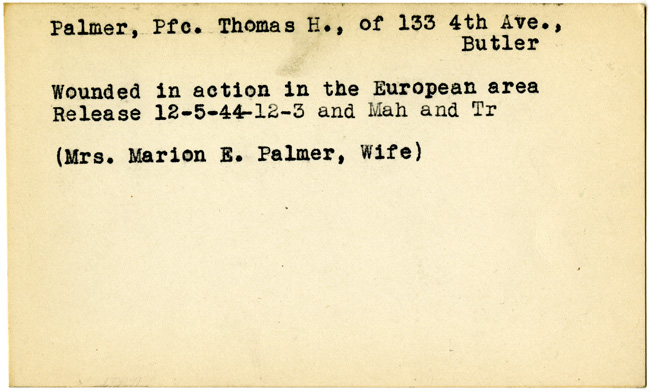 Palmer, Pfc. Thomas H., of 133 4th Ave.,
Butler
Wounded in action in the European area
Release 12-5-44-12-3 and Mah and Tr
(Mrs. Marion E. Palmer, Wife)